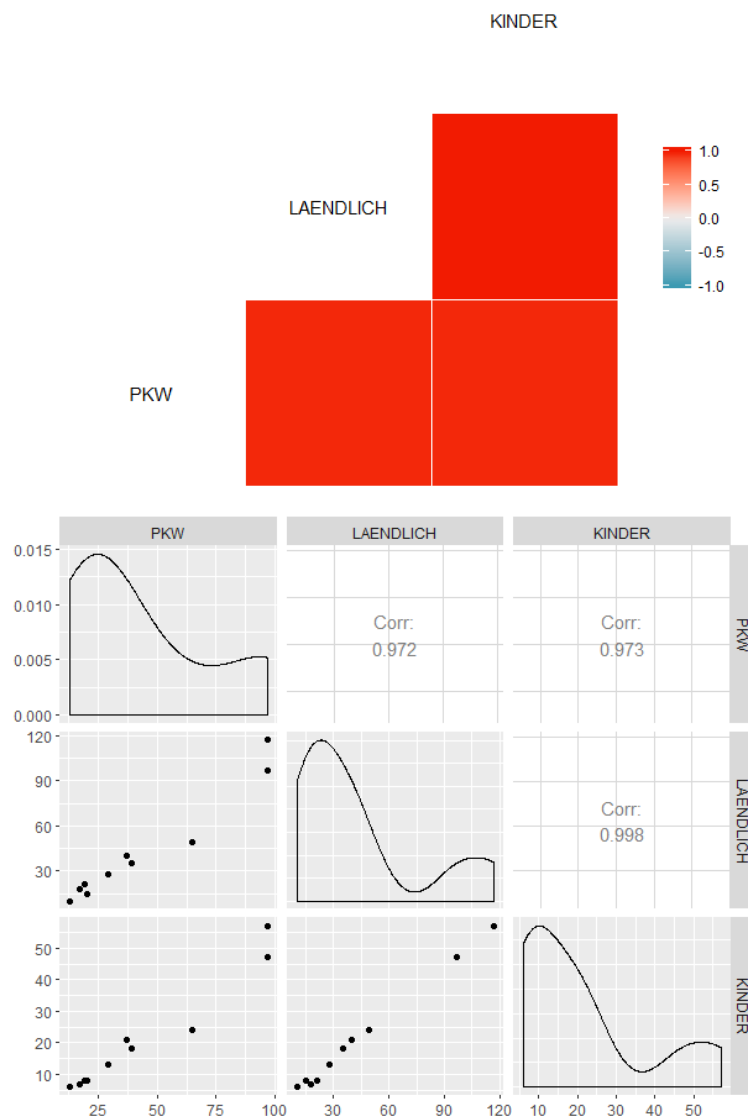 KINDER
LAENDLICH
PKW
1.0
0.5
0.0
-0.5
-1.0
PKW LAENDLICH KINDER
0.015
0.010
0.005
0.000
Corr:
0.972
Corr:
0.973
PKW
120
90
60
30
Corr:
0.998
LAENDLICH
50
40
30
20
10
KINDER
25 50 75 100 30 60 90 120 10 20 30 40 50